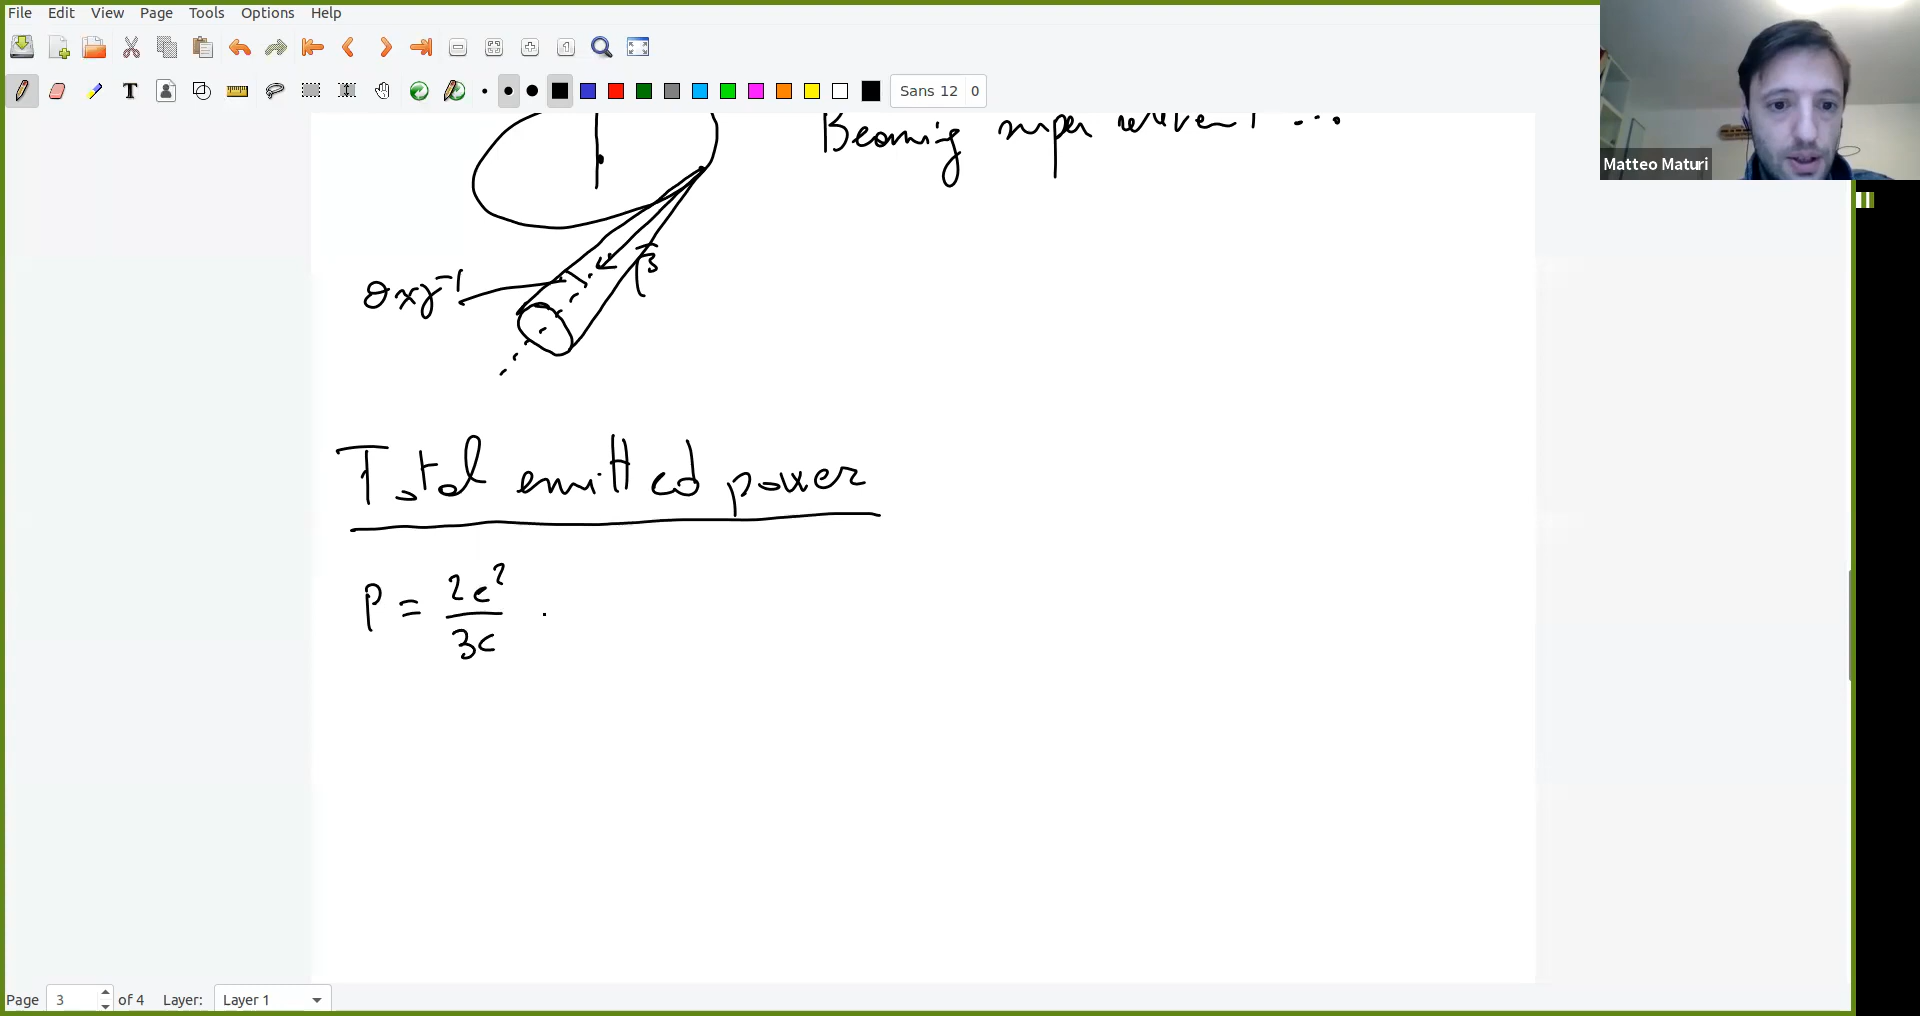 File Edit View Page Tools Options Help
Sans 12 0
Beaming super relevant ...
Matteo Maturi
β
θ∝γ⁻¹
Total emitted power
P = 2e² / 3c ·
Page 3 of 4 Layer: Layer 1